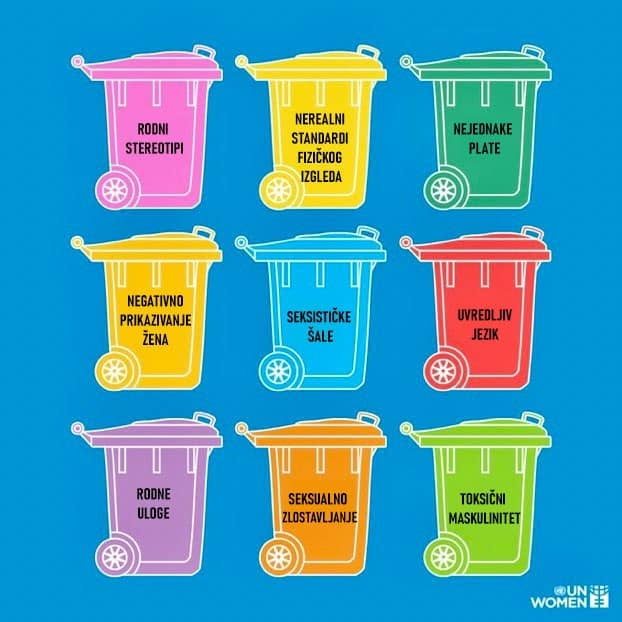 RODNI
STEREOTIPI
NEREALNI
STANDARDI
FIZIČKOG
IZGLEDA
NEJEDNAKE
PLATE
NEGATIVNO
PRIKAZIVANJE
ŽENA
SEKSISTIČKE
ŠALE
UVREDLJIV
JEZIK
RODNE
ULOGE
SEKSUALNO
ZLOSTAVLJANJE
TOKSIČNI
MASKULINITET
UN
WOMEN